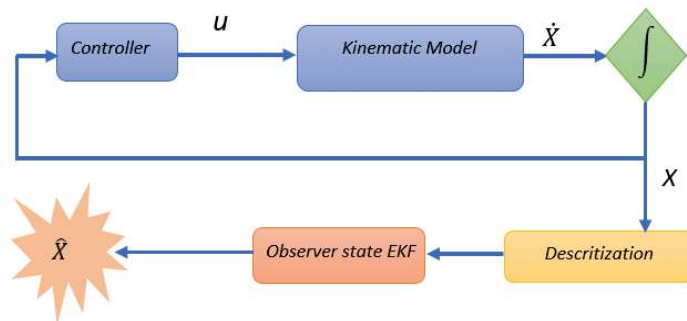 Controller
u
Kinematic Model
Ẋ
∫
X
X̂
Observer state EKF
Descritization